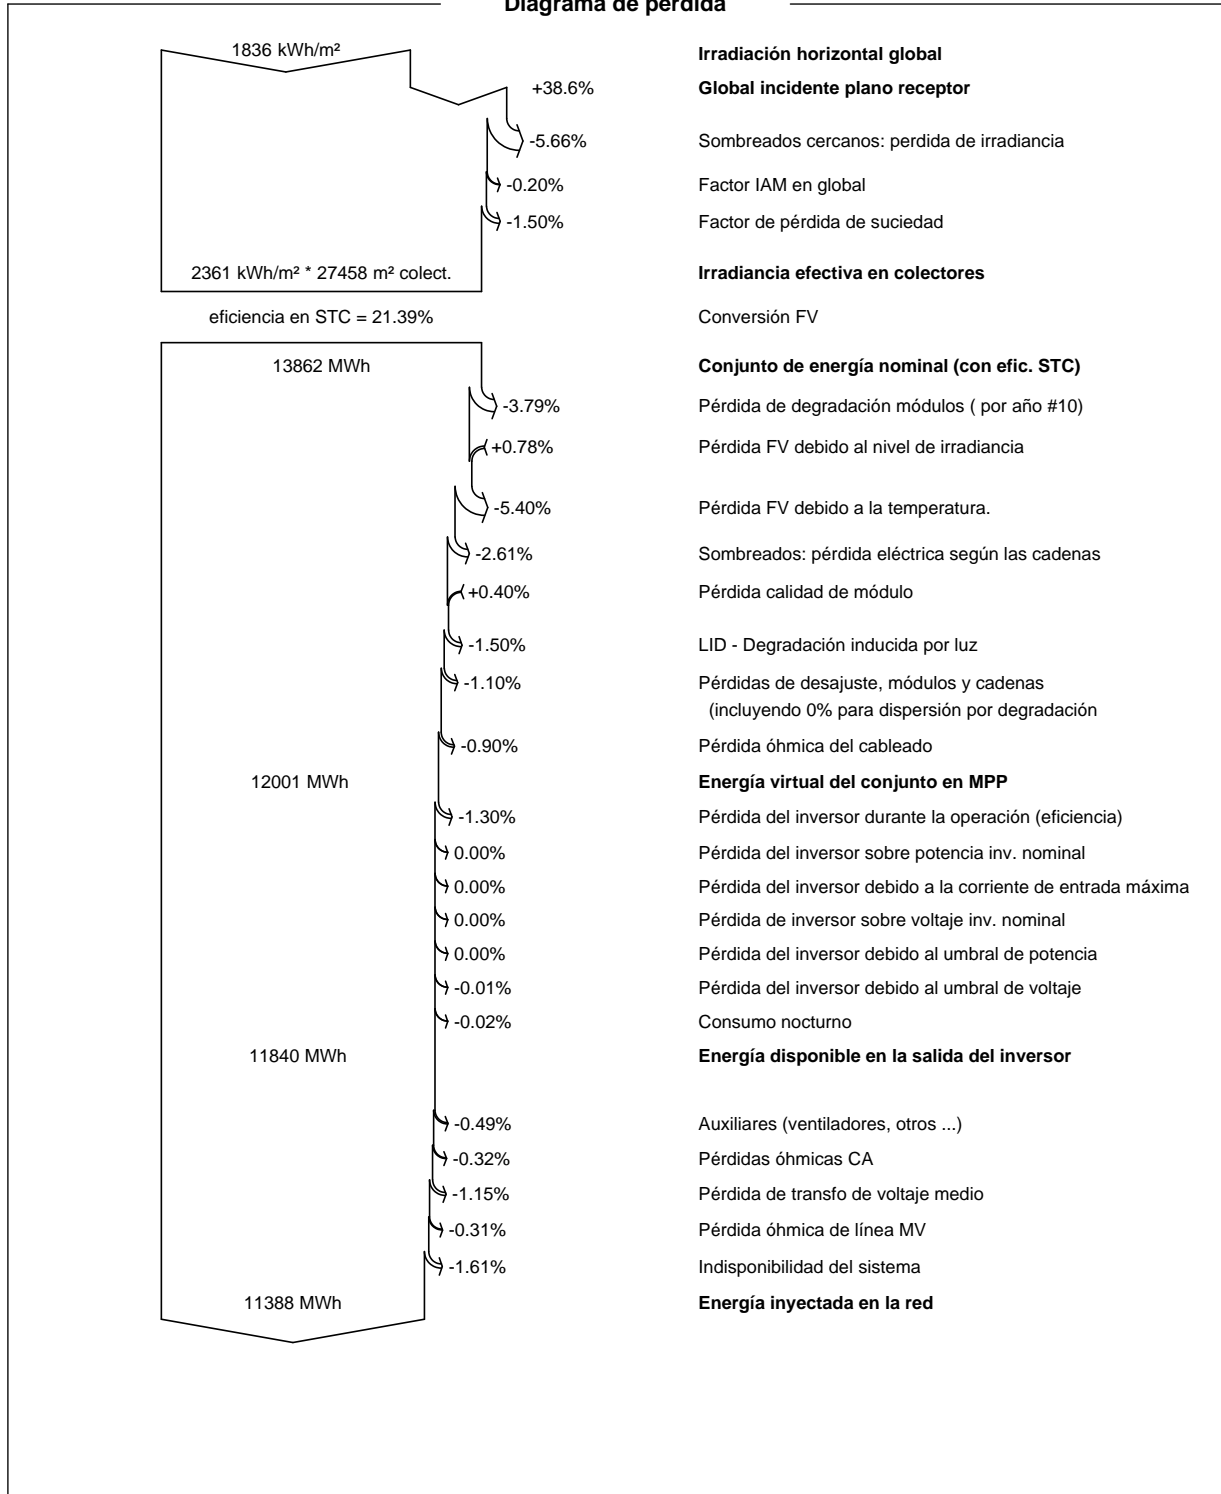 Diagrama de pérdida
1836 kWh/m² Irradiación horizontal global
+38.6% Global incidente plano receptor
-5.66% Sombreados cercanos: perdida de irradiancia
-0.20% Factor IAM en global
-1.50% Factor de pérdida de suciedad
2361 kWh/m² * 27458 m² colect. Irradiancia efectiva en colectores
eficiencia en STC = 21.39% Conversión FV
13862 MWh Conjunto de energía nominal (con efic. STC)
-3.79% Pérdida de degradación módulos ( por año #10)
+0.78% Pérdida FV debido al nivel de irradiancia
-5.40% Pérdida FV debido a la temperatura.
-2.61% Sombreados: pérdida eléctrica según las cadenas
+0.40% Pérdida calidad de módulo
-1.50% LID - Degradación inducida por luz
-1.10% Pérdidas de desajuste, módulos y cadenas
(incluyendo 0% para dispersión por degradación
-0.90% Pérdida óhmica del cableado
12001 MWh Energía virtual del conjunto en MPP
-1.30% Pérdida del inversor durante la operación (eficiencia)
0.00% Pérdida del inversor sobre potencia inv. nominal
0.00% Pérdida del inversor debido a la corriente de entrada máxima
0.00% Pérdida de inversor sobre voltaje inv. nominal
0.00% Pérdida del inversor debido al umbral de potencia
-0.01% Pérdida del inversor debido al umbral de voltaje
-0.02% Consumo nocturno
11840 MWh Energía disponible en la salida del inversor
-0.49% Auxiliares (ventiladores, otros ...)
-0.32% Pérdidas óhmicas CA
-1.15% Pérdida de transfo de voltaje medio
-0.31% Pérdida óhmica de línea MV
-1.61% Indisponibilidad del sistema
11388 MWh Energía inyectada en la red